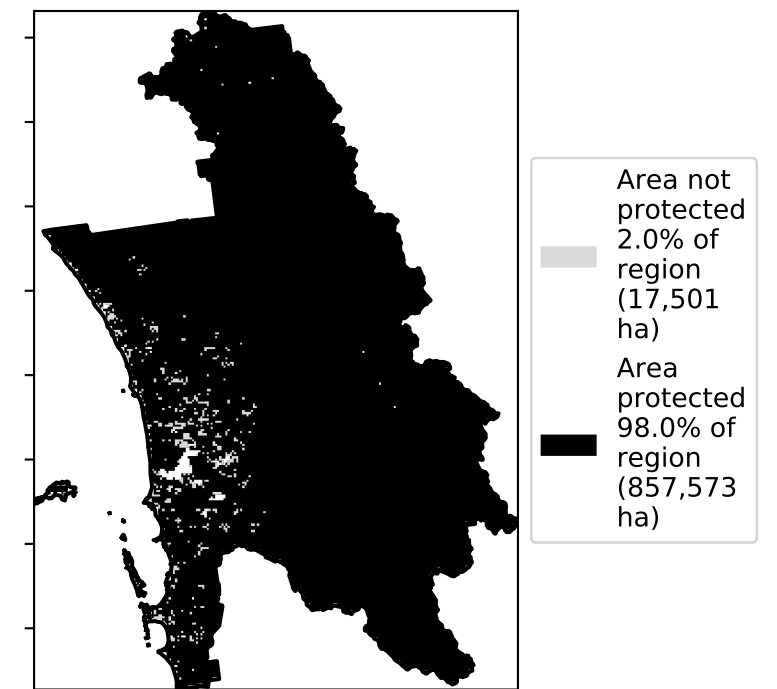 Area not
protected
2.0% of
region
(17,501
ha)
Area
protected
98.0% of
region
(857,573
ha)